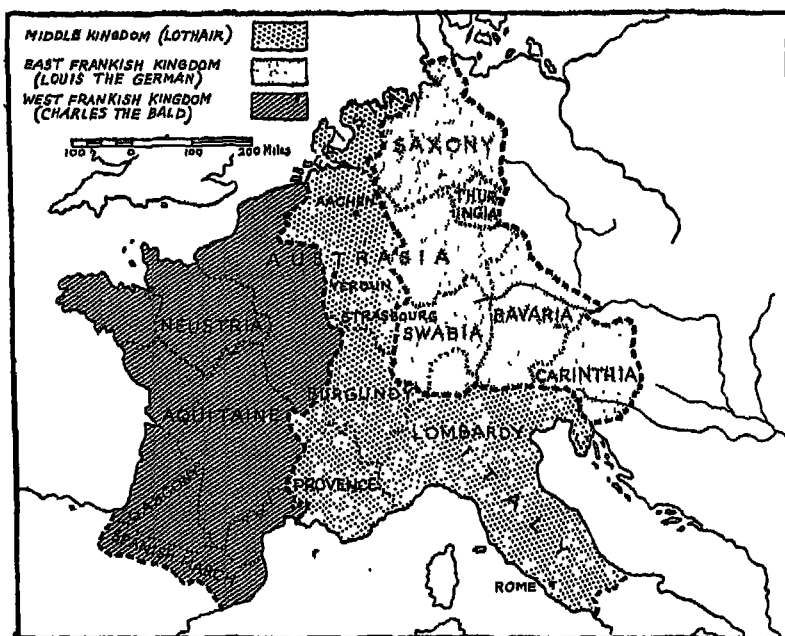 MIDDLE KINGDOM (LOTHAIR)
EAST FRANKISH KINGDOM
(LOUIS THE GERMAN)
WEST FRANKISH KINGDOM
(CHARLES THE BALD)
100 0 100 200 Miles
SAXONY
THUR
INGIA
AACHEN
AUSTRASIA
VERDUN
STRASBOURG
NEUSTRIA
SWABIA
BAVARIA
CARINTHIA
BURGUNDY
AQUITAINE
LOMBARDY
PROVENCE
GASCONY
SPANISH MARCH
ITALY
ROME